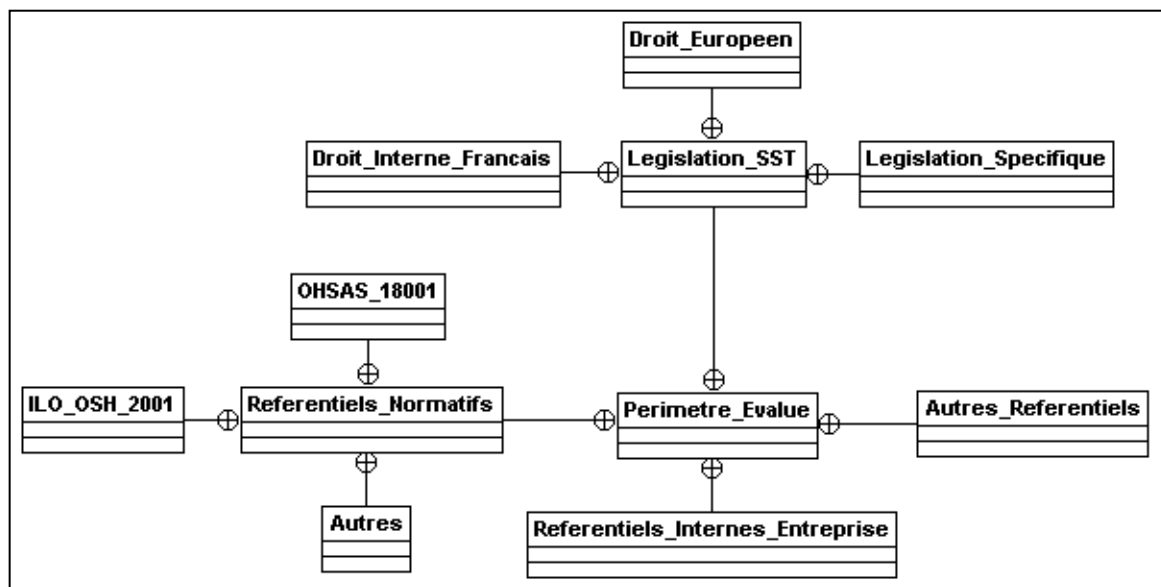 Droit_Europeen
Droit_Interne_Francais
Legislation_SST
Legislation_Specifique
OHSAS_18001
ILO_OSH_2001
Referentiels_Normatifs
Perimetre_Evalue
Autres_Referentiels
Autres
Referentiels_Internes_Entreprise